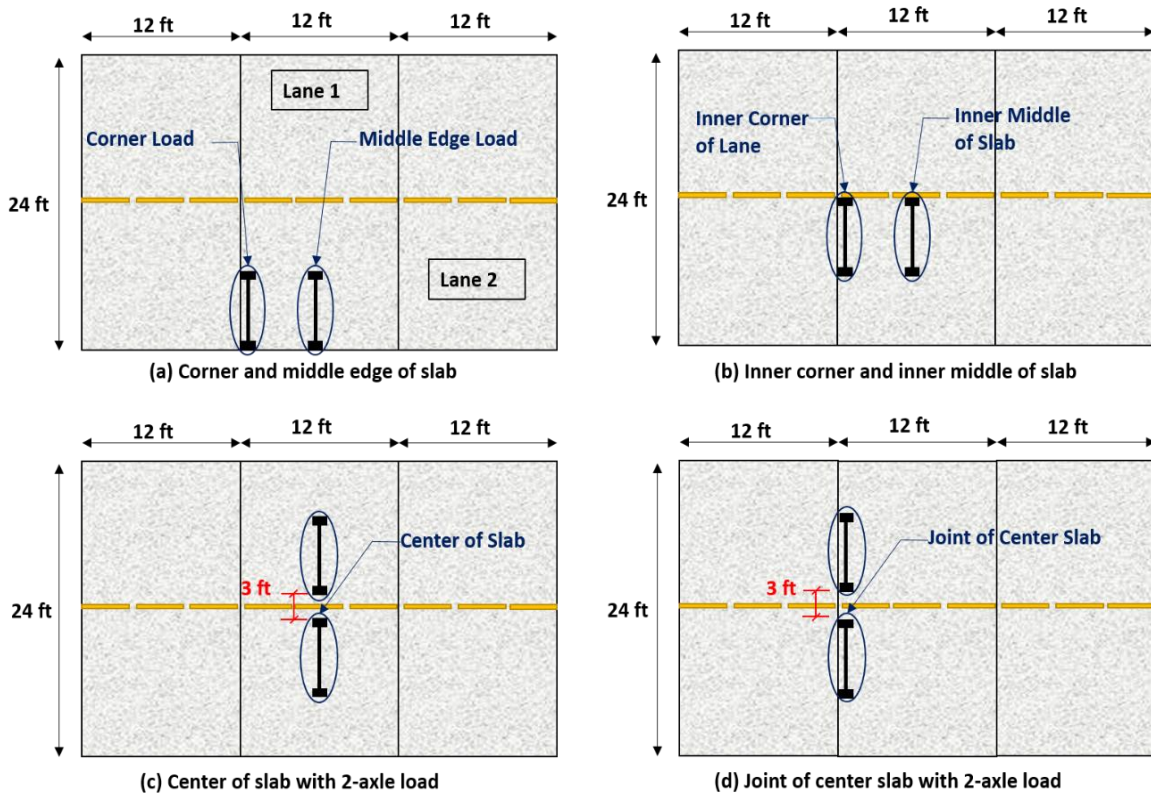 12 ft 12 ft 12 ft
24 ft
Lane 1
Corner Load
Middle Edge Load
Lane 2
(a) Corner and middle edge of slab
12 ft 12 ft 12 ft
24 ft
Inner Corner
of Lane
Inner Middle
of Slab
(b) Inner corner and inner middle of slab
12 ft 12 ft 12 ft
24 ft
3 ft
Center of Slab
(c) Center of slab with 2-axle load
12 ft 12 ft 12 ft
24 ft
3 ft
Joint of Center Slab
(d) Joint of center slab with 2-axle load